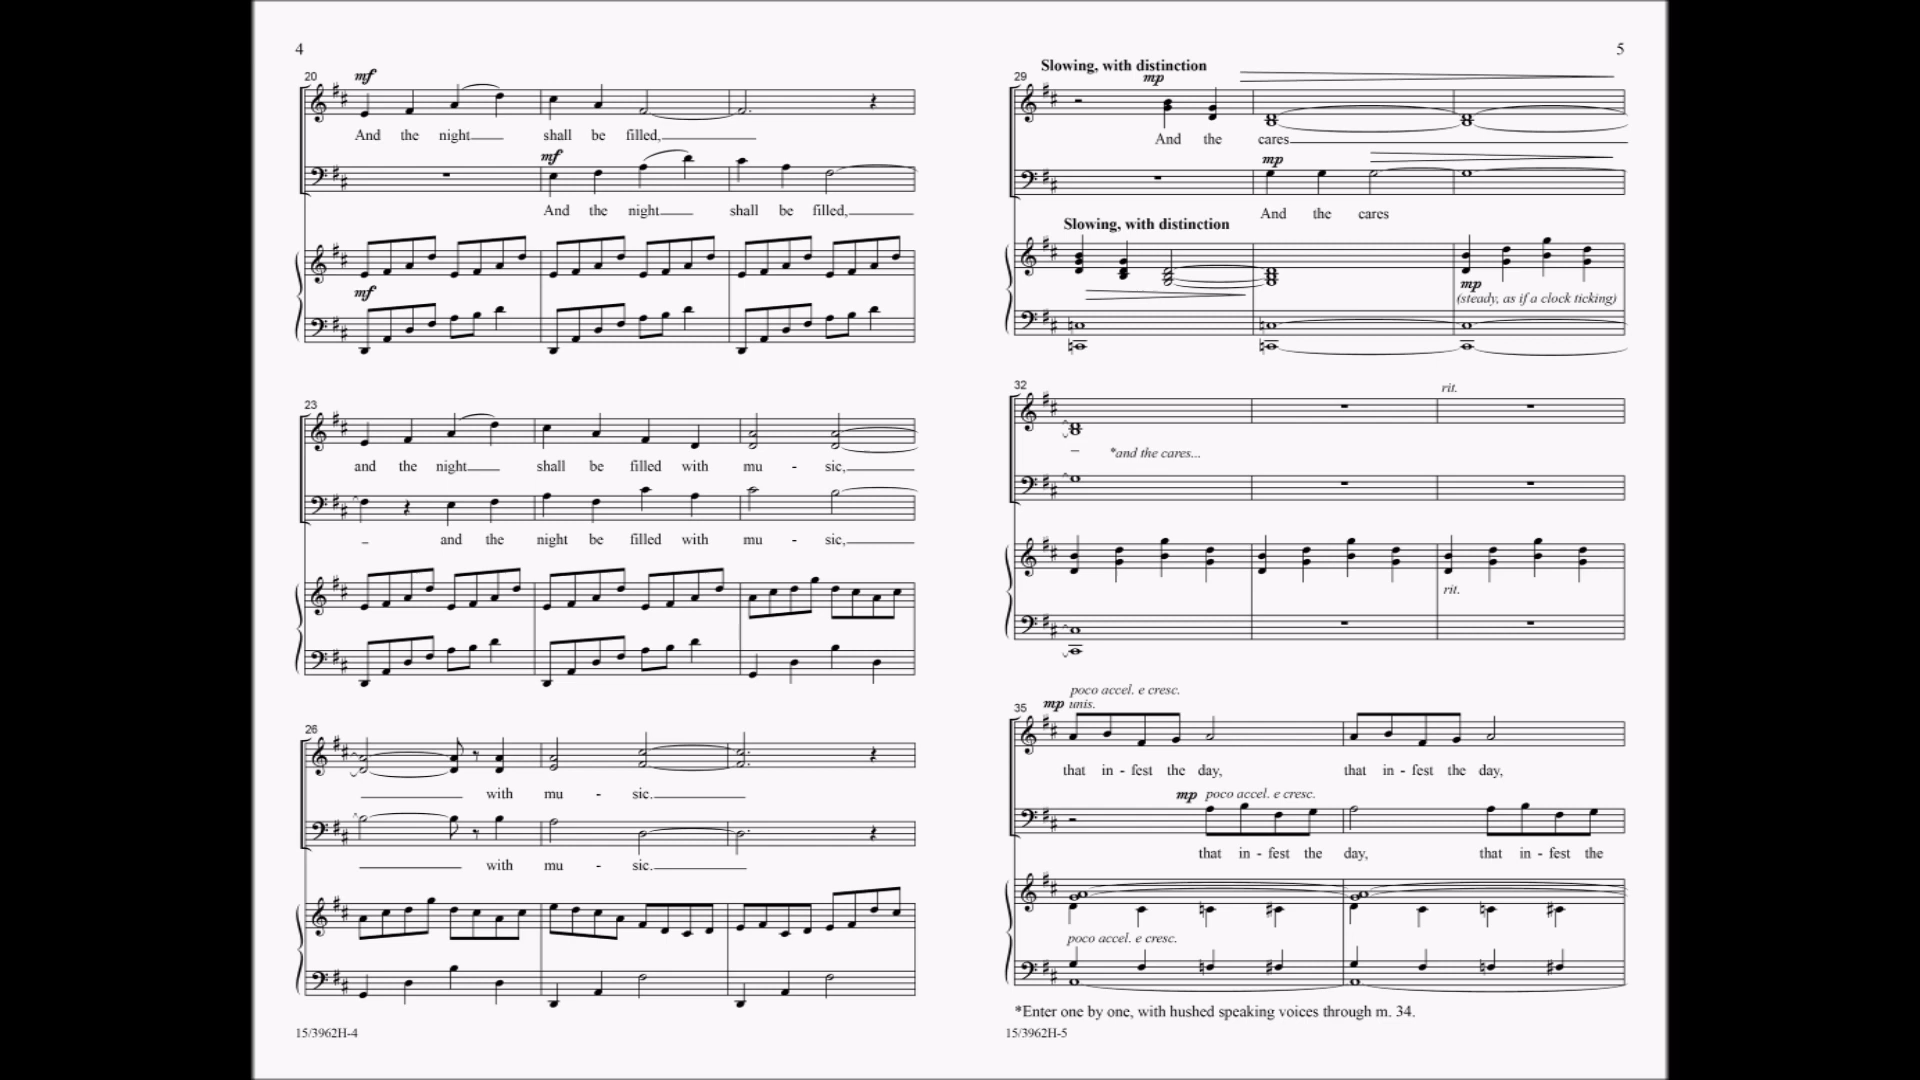 4
20
mf
And the night shall be filled,
mf
And the night shall be filled,
mf
23
and the night shall be filled with mu - sic,
and the night be filled with mu - sic,
26
with mu - sic.
with mu - sic.
15/3962H-4
5
Slowing, with distinction
29
mp
And the cares
mp
And the cares
Slowing, with distinction
mp
(steady, as if a clock ticking)
32
rit.
*and the cares...
rit.
poco accel. e cresc.
35
mp unis.
that in - fest the day, that in - fest the day,
mp poco accel. e cresc.
that in - fest the day, that in - fest the
poco accel. e cresc.
*Enter one by one, with hushed speaking voices through m. 34.
15/3962H-5